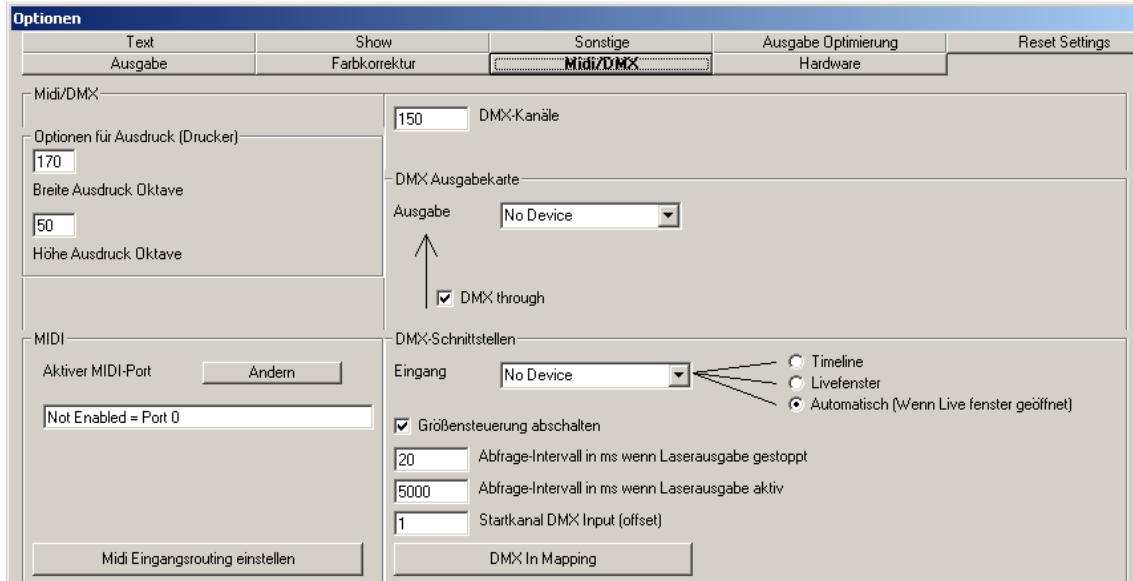 Optionen
Text Show Sonstige Ausgabe Optimierung Reset Settings
Ausgabe Farbkorrektur Midi/DMX Hardware
Midi/DMX
150 DMX-Kanäle
Optionen für Ausdruck (Drucker)
170
Breite Ausdruck Oktave
50
Höhe Ausdruck Oktave
DMX Ausgabekarte
Ausgabe No Device
DMX through
MIDI
Aktiver MIDI-Port Andern
Not Enabled = Port 0
Midi Eingangsrouting einstellen
DMX-Schnittstellen
Eingang No Device
Timeline
Livefenster
Automatisch (Wenn Live fenster geöffnet)
Größensteuerung abschalten
20 Abfrage-Intervall in ms wenn Laserausgabe gestoppt
5000 Abfrage-Intervall in ms wenn Laserausgabe aktiv
1 Startkanal DMX Input (offset)
DMX In Mapping